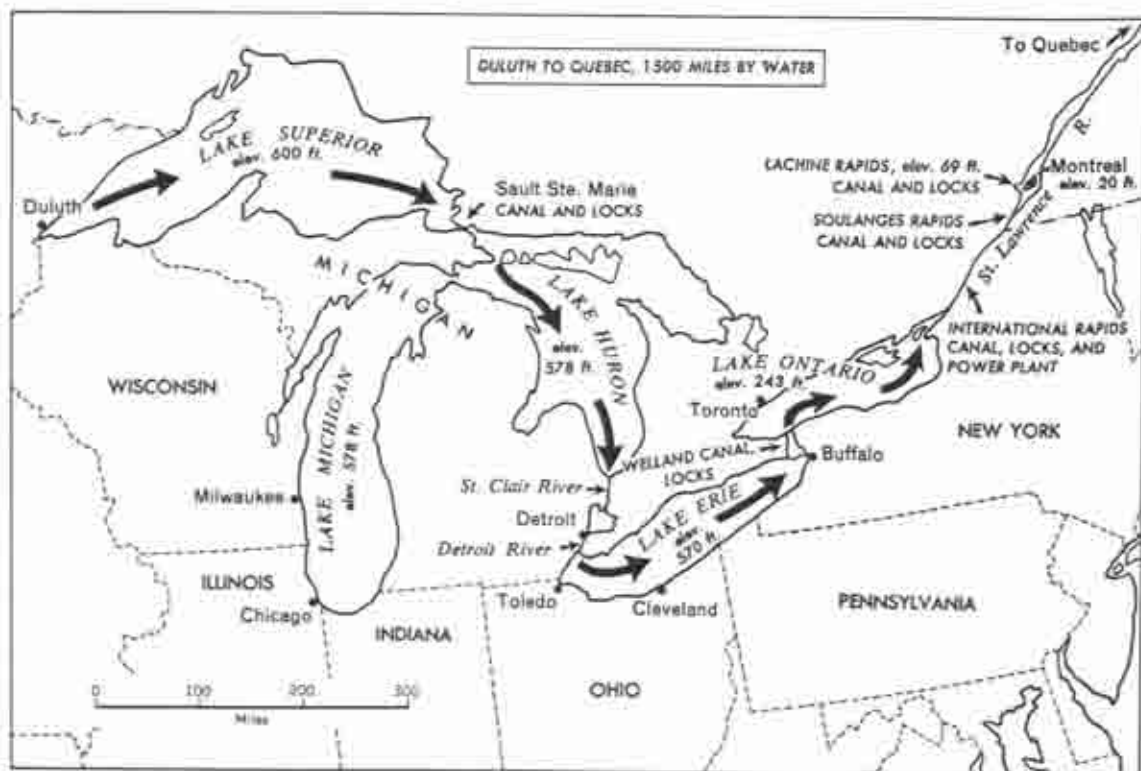 To Quebec
DULUTH TO QUEBEC, 1500 MILES BY WATER
LAKE SUPERIOR
elev. 600 ft.
R.
LACHINE RAPIDS, elev. 69 ft.
CANAL AND LOCKS
Montreal
elev. 20 ft.
Sault Ste. Marie
CANAL AND LOCKS
Duluth
SOULANGES RAPIDS
CANAL AND LOCKS
St. Lawrence
MICHIGAN
LAKE HURON
elev.
578 ft.
INTERNATIONAL RAPIDS
CANAL, LOCKS, AND
POWER PLANT
LAKE ONTARIO
elev. 243 ft.
WISCONSIN
Toronto
NEW YORK
LAKE MICHIGAN
elev. 578 ft.
WELLAND CANAL,
LOCKS
Buffalo
St. Clair River
Milwaukee
LAKE ERIE
elev.
570 ft.
Detroit
Detroit River
ILLINOIS
Chicago
Toledo
Cleveland
PENNSYLVANIA
INDIANA
OHIO
0 100 200 300
Miles